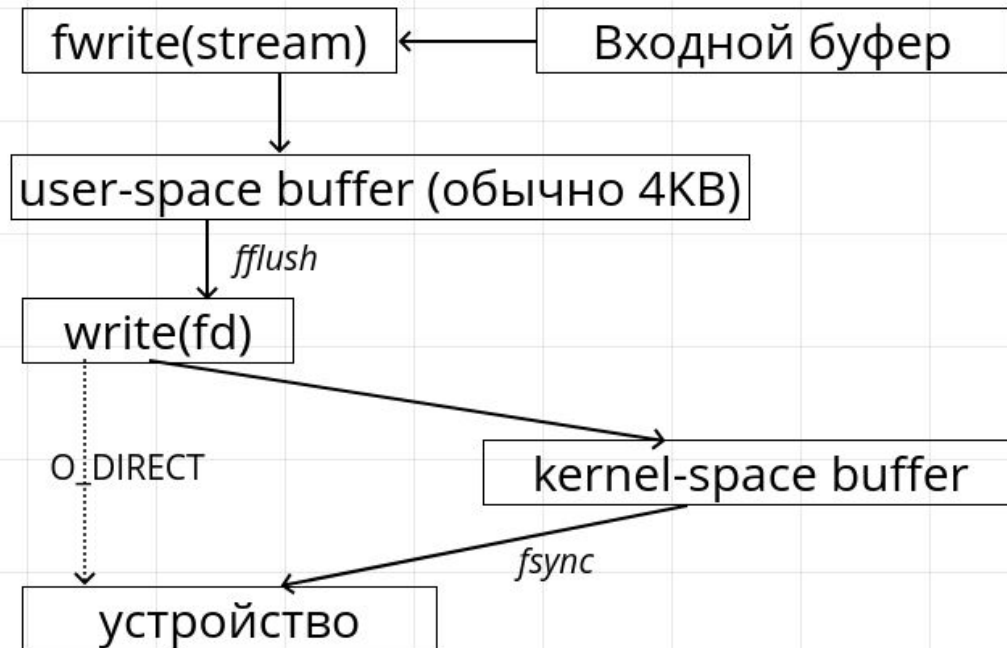 fwrite(stream)
Входной буфер
user-space buffer (обычно 4KB)
fflush
write(fd)
O_DIRECT
kernel-space buffer
fsync
устройство